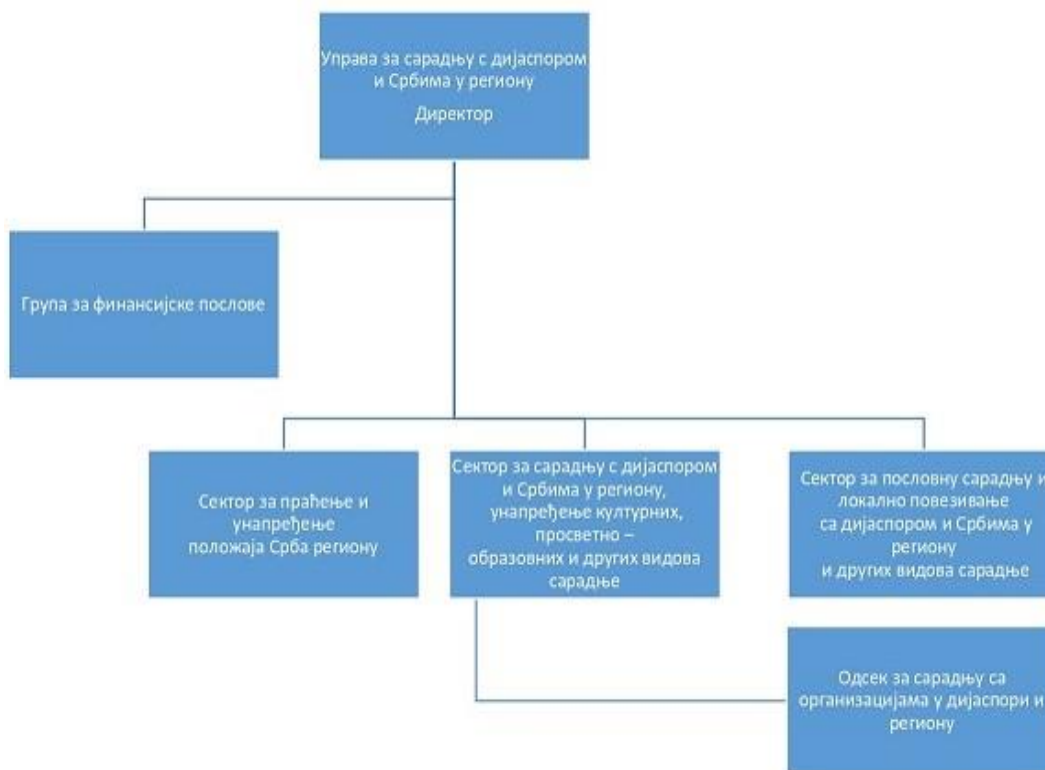 Управа за сарадњу с дијаспором
и Србима у региону
Директор
Група за финансијске послове
Сектор за праћење и
унапређење
положаја Срба региону
Сектор за сарадњу с дијаспором
и Србима у региону,
унапређење културних,
просветно –
образовних и других видова
сарадње
Сектор за пословну сарадњу и
локално повезивање
са дијаспором и Србима у
региону
и других видова сарадње
Одсек за сарадњу са
организацијама у дијаспори и
региону